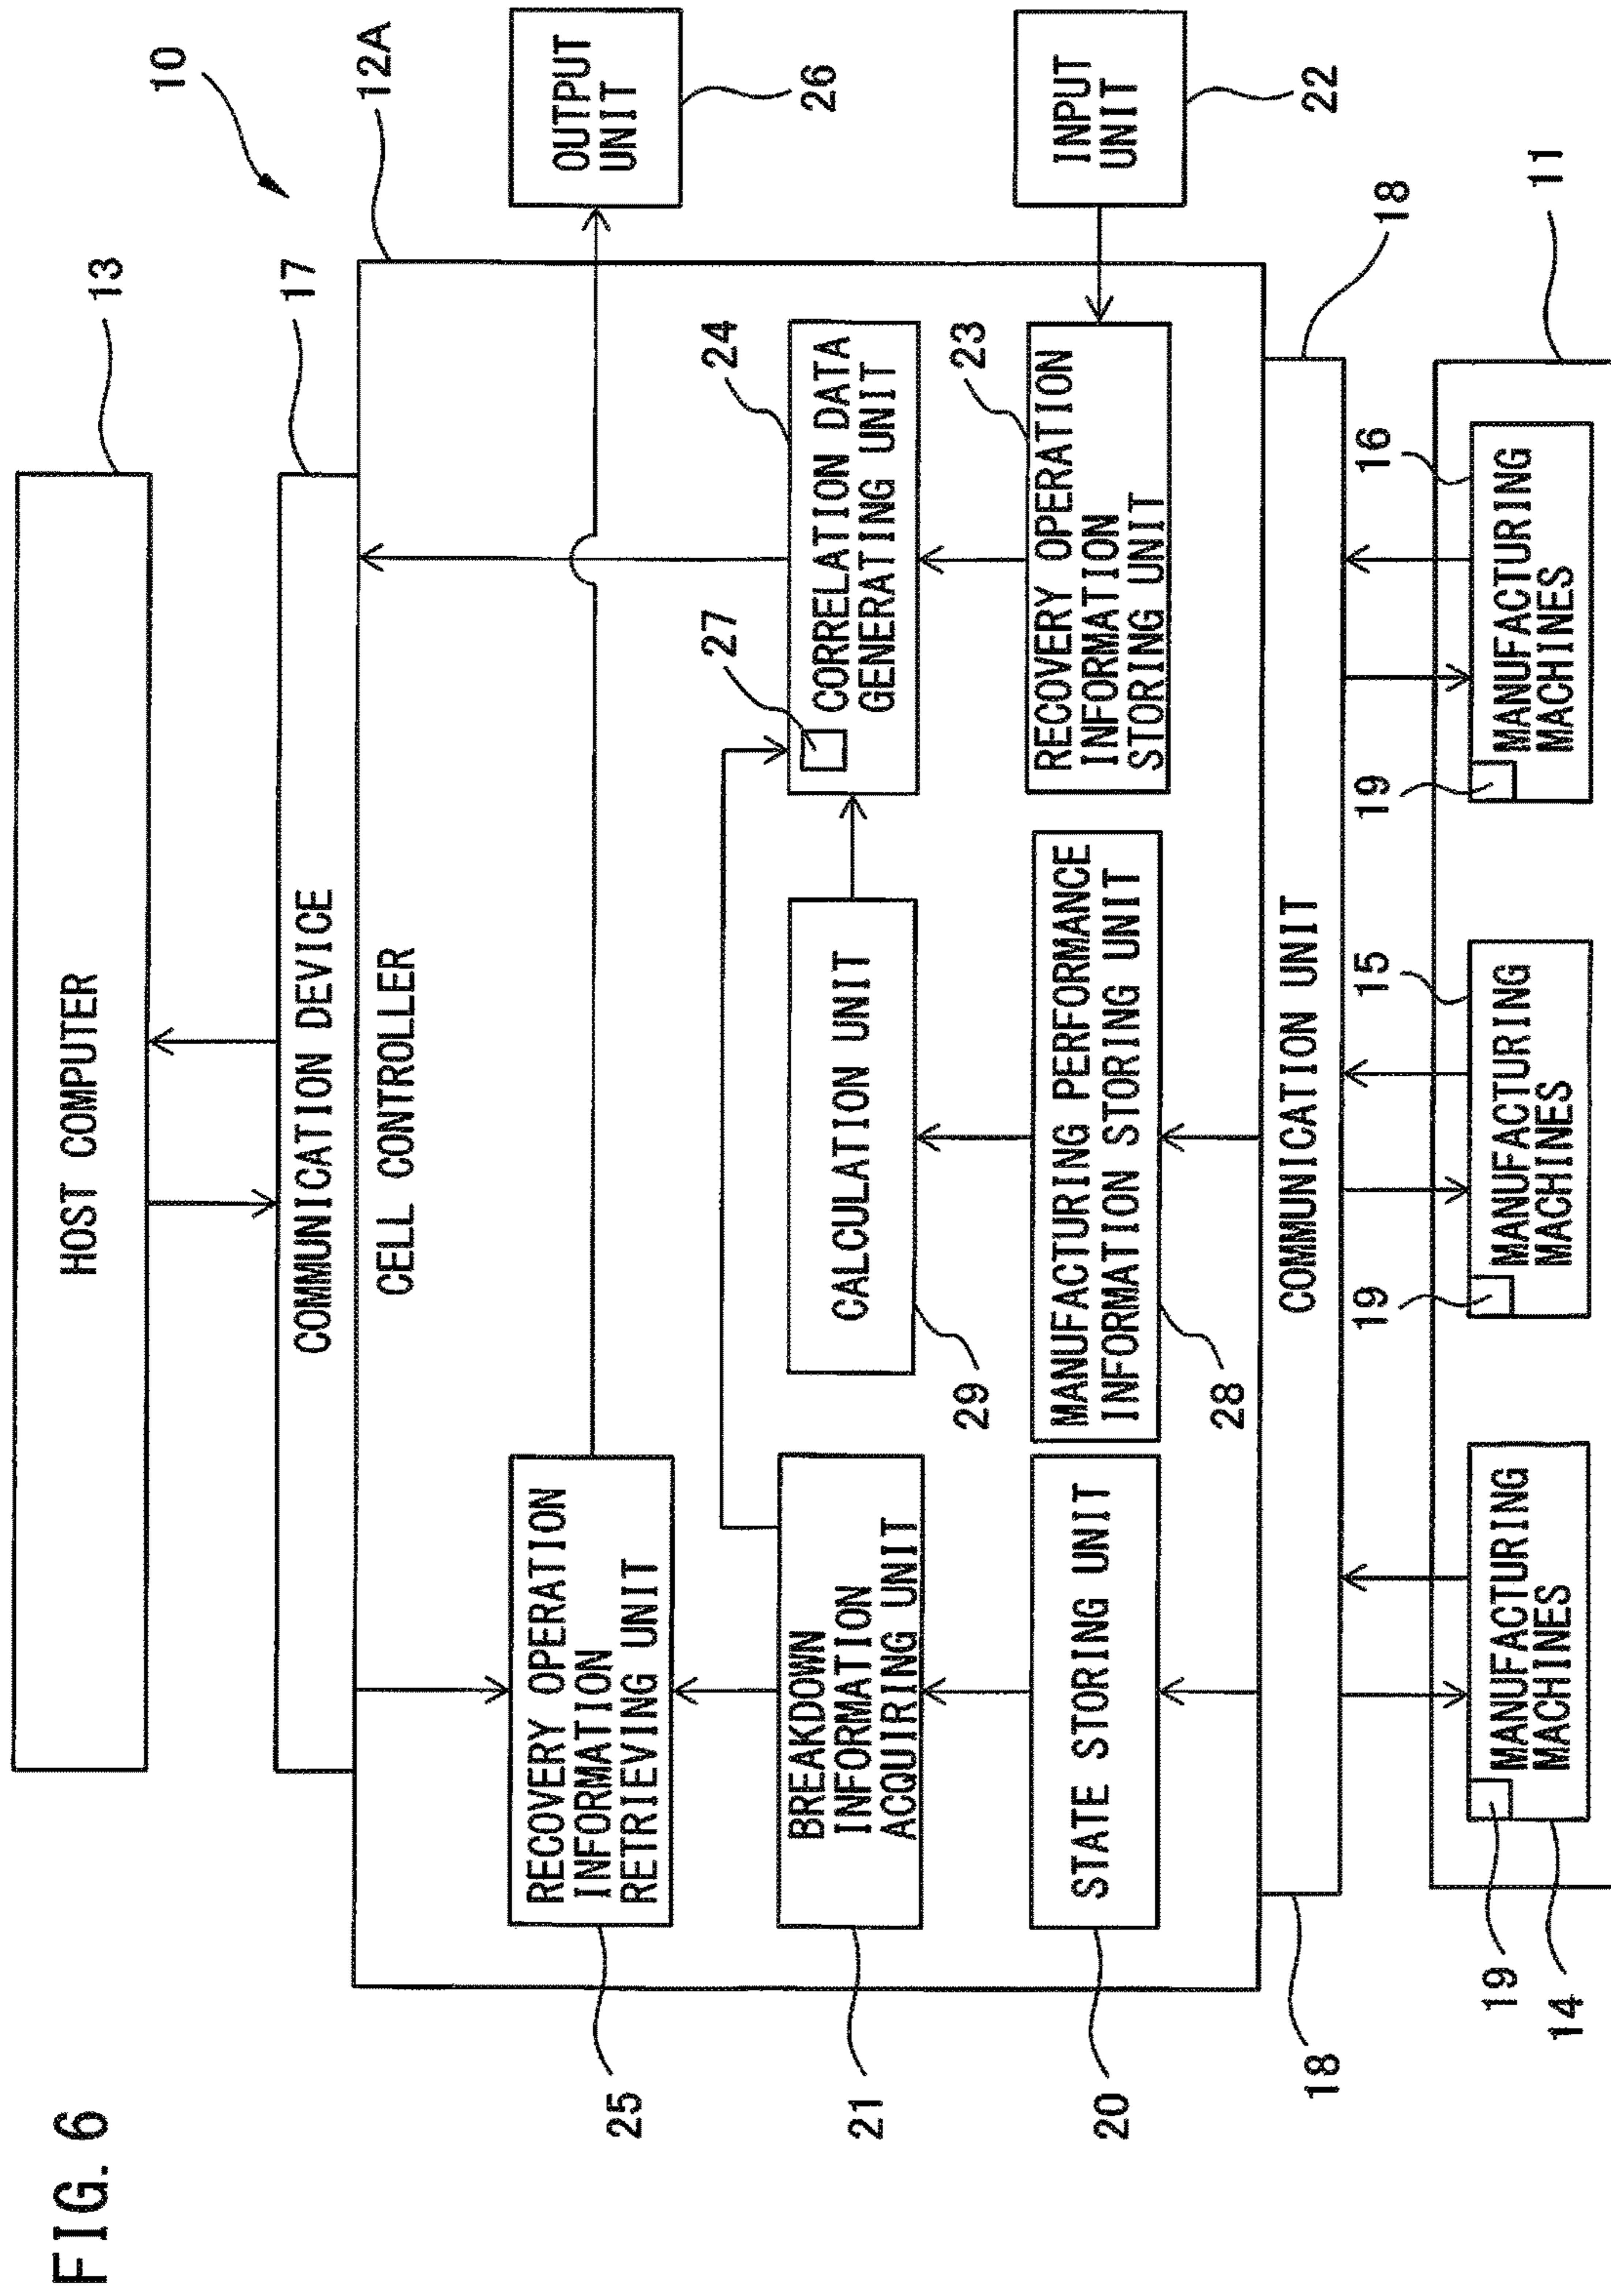 FIG. 6
10
HOST COMPUTER
13
COMMUNICATION DEVICE
17
CELL CONTROLLER
12A
RECOVERY OPERATION
INFORMATION
RETRIEVING UNIT
25
OUTPUT
UNIT
26
BREAKDOWN
INFORMATION
ACQUIRING UNIT
21
CALCULATION UNIT
29
27
CORRELATION DATA
GENERATING UNIT
24
STATE STORING UNIT
20
MANUFACTURING PERFORMANCE
INFORMATION STORING UNIT
28
RECOVERY OPERATION
INFORMATION
STORING UNIT
23
INPUT
UNIT
22
COMMUNICATION UNIT
18
18
19
MANUFACTURING
MACHINES
14
19
MANUFACTURING
MACHINES
15
19
MANUFACTURING
MACHINES
16
11